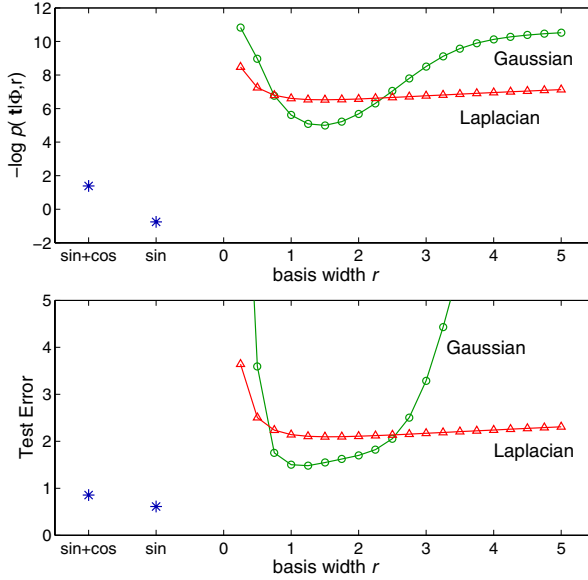 12
10
8
6
4
2
0
−2
−log p( t|Φ,r)
Gaussian
Laplacian
sin+cos sin 0 1 2 3 4 5
basis width r
5
4
3
2
1
0
Test Error
Gaussian
Laplacian
sin+cos sin 0 1 2 3 4 5
basis width r